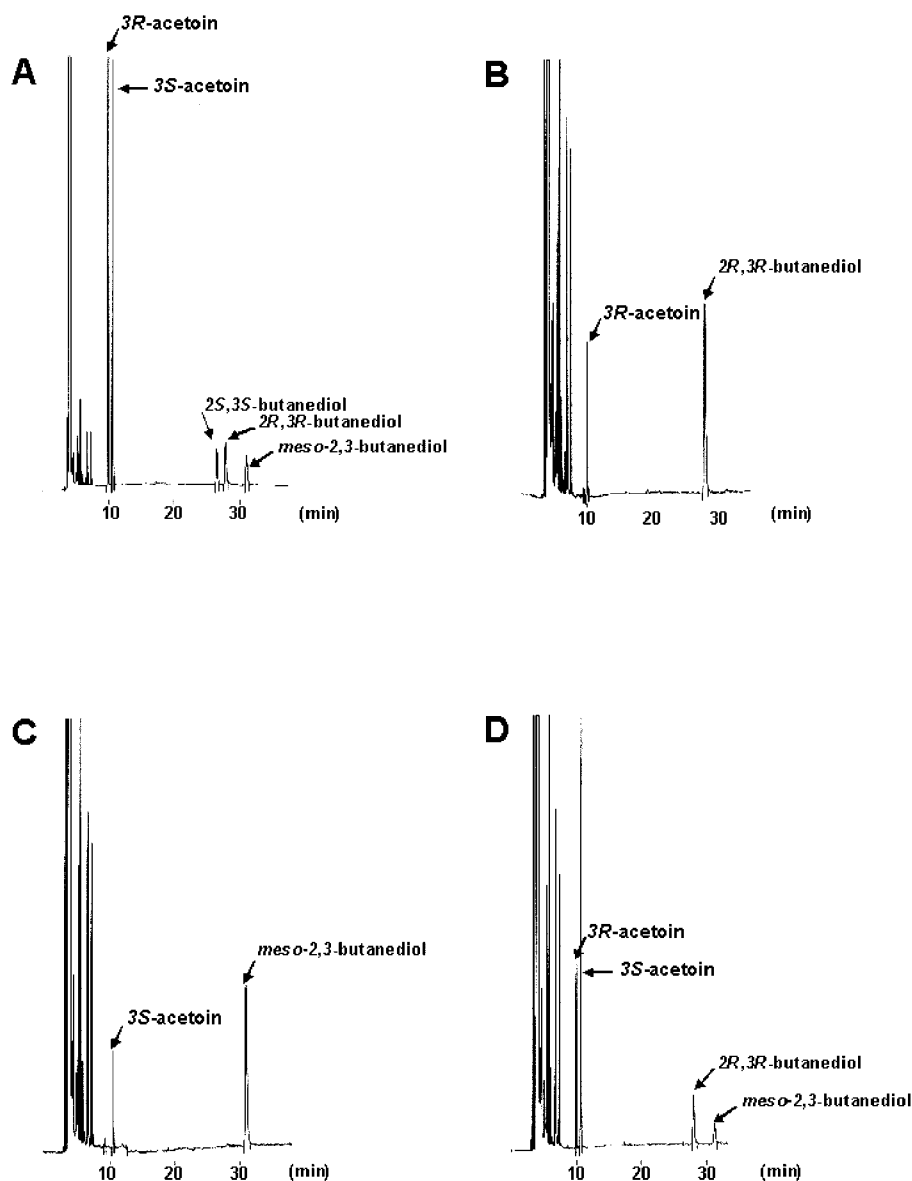 A
3R-acetoin
3S-acetoin
2S,3S-butanediol
2R,3R-butanediol
meso-2,3-butanediol
10 20 30 (min)
B
2R,3R-butanediol
3R-acetoin
10 20 30 (min)
C
meso-2,3-butanediol
3S-acetoin
10 20 30 (min)
D
3R-acetoin
3S-acetoin
2R,3R-butanediol
meso-2,3-butanediol
10 20 30 (min)